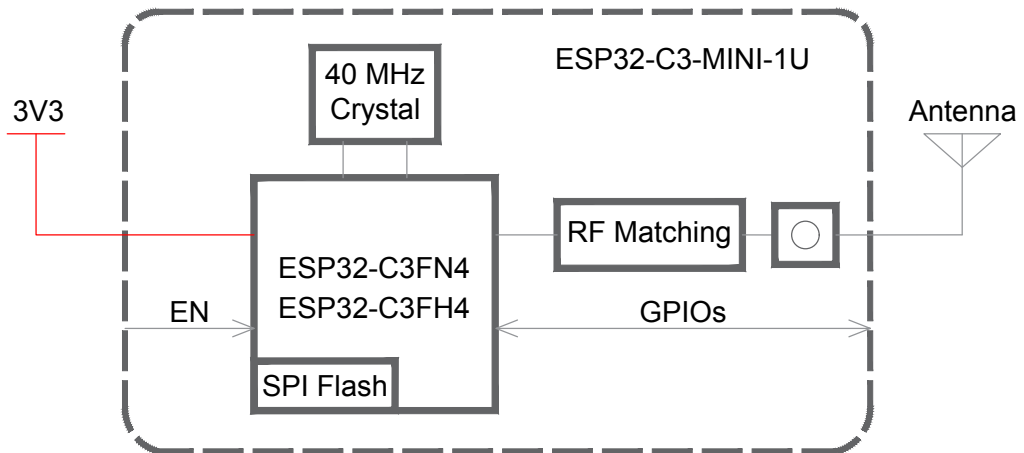 ESP32-C3-MINI-1U
40 MHz
Crystal
3V3
Antenna
RF Matching
ESP32-C3FN4
ESP32-C3FH4
EN
GPIOs
SPI Flash